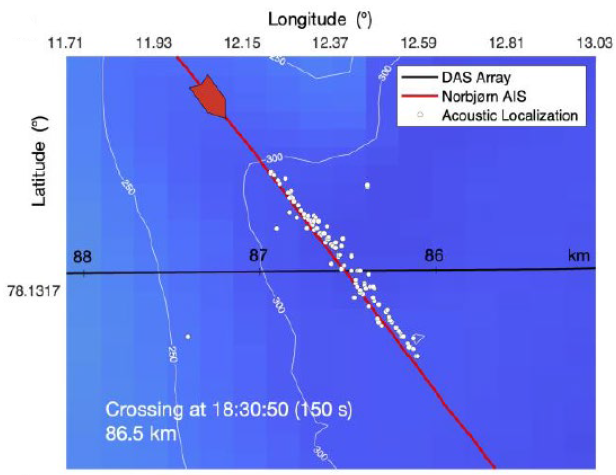 Longitude (º)
11.71 11.93 12.15 12.37 12.59 12.81 13.03
DAS Array
Norbjørn AIS
Acoustic Localization
250
300
300
250
Latitude (º)
88 87 86 km
78.1317
300
250
Crossing at 18:30:50 (150 s)
86.5 km
300